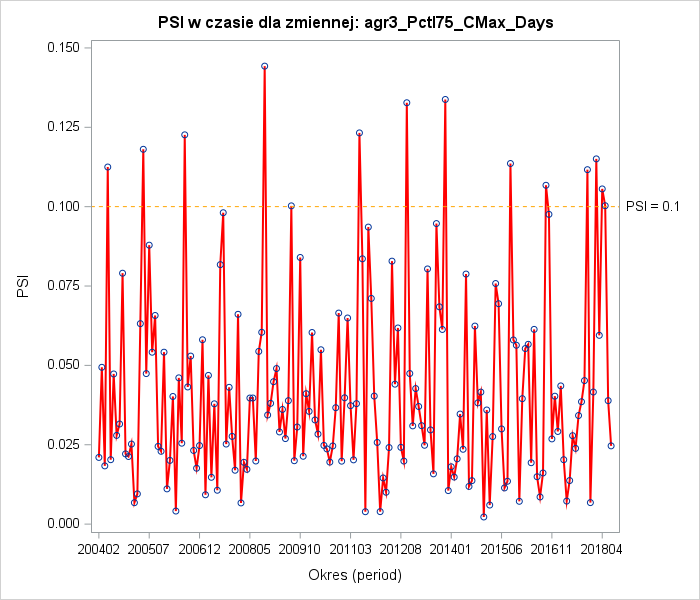 PSI w czasie dla zmiennej: agr3_Pctl75_CMax_Days
0.150
0.125
0.100
0.075
0.050
0.025
0.000
PSI
PSI = 0.1
200402 200507 200612 200805 200910 201103 201208 201401 201506 201611 201804
Okres (period)